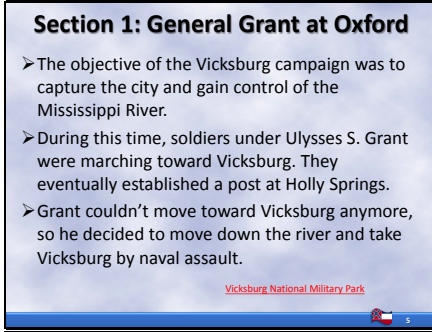 Section 1: General Grant at Oxford
➢The objective of the Vicksburg campaign was to
capture the city and gain control of the
Mississippi River.
➢During this time, soldiers under Ulysses S. Grant
were marching toward Vicksburg. They
eventually established a post at Holly Springs.
➢Grant couldn’t move toward Vicksburg anymore,
so he decided to move down the river and take
Vicksburg by naval assault.
Vicksburg National Military Park
5